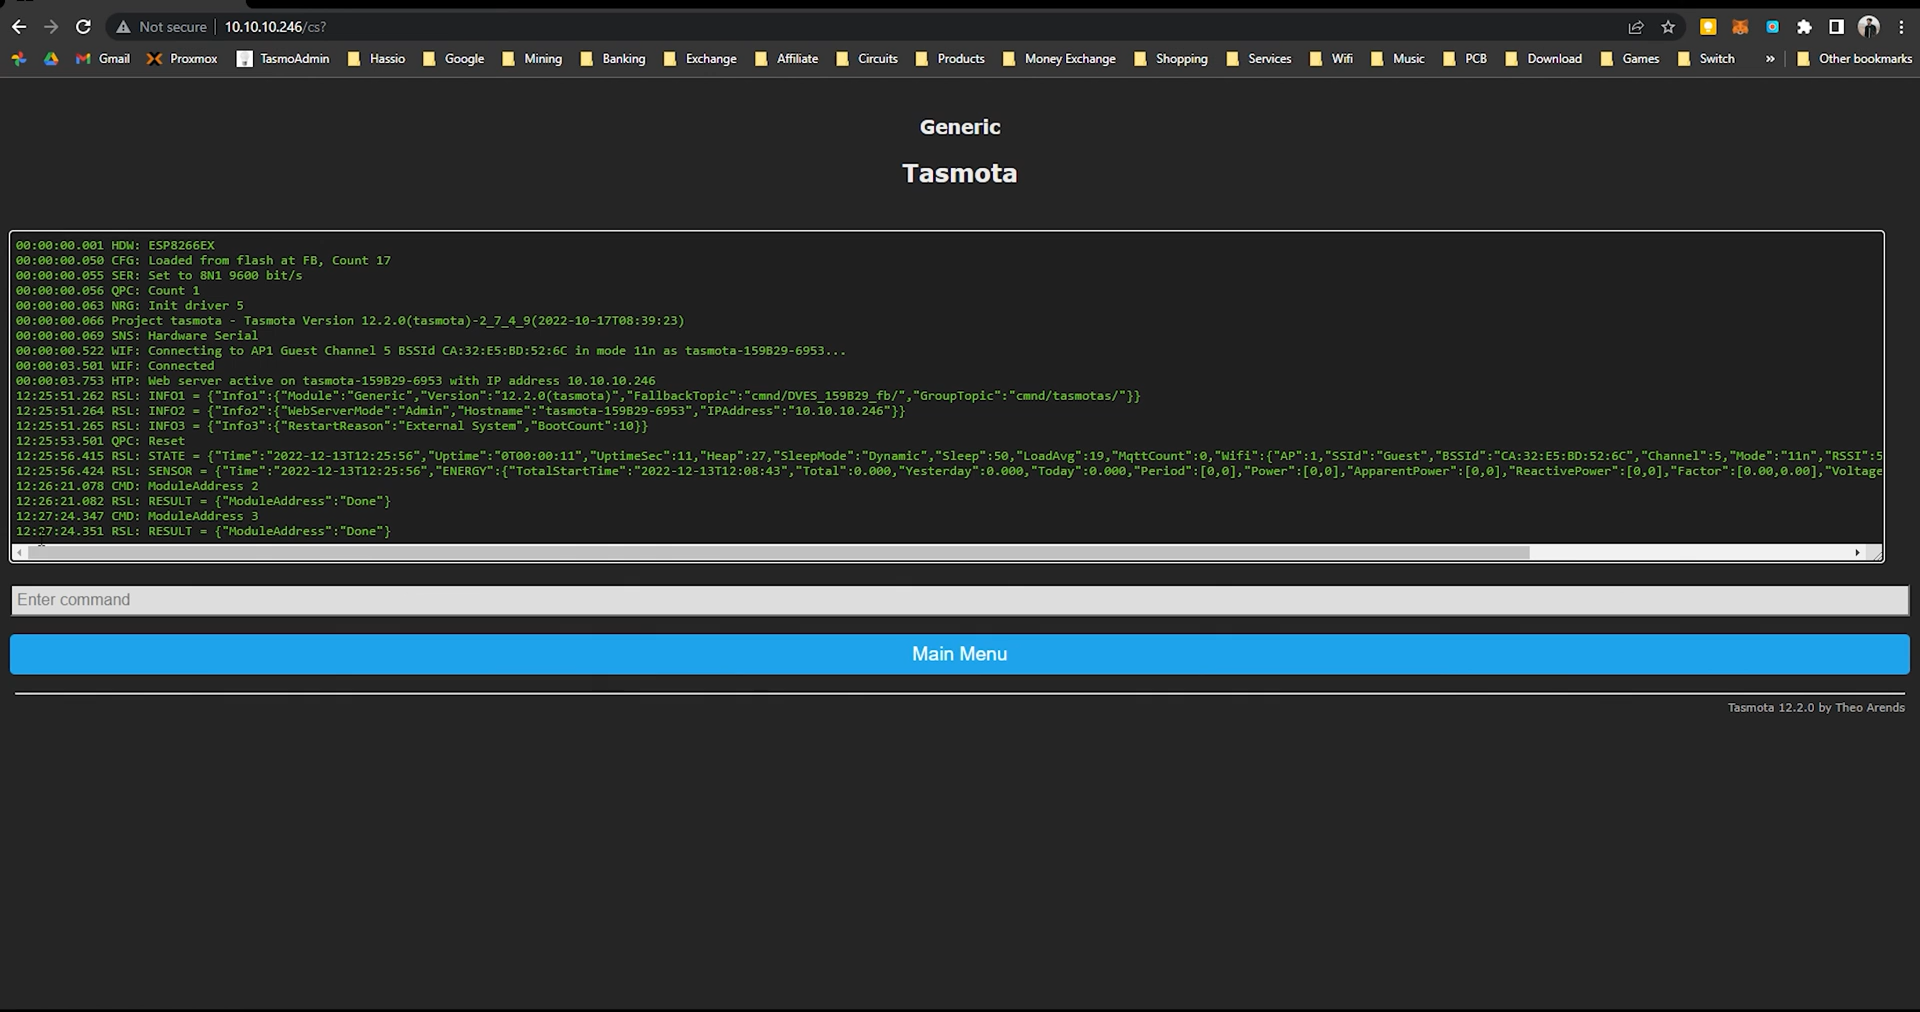 Not secure 10.10.10.246/cs?
Gmail Proxmox TasmoAdmin Hassio Google Mining Banking Exchange Affiliate Circuits Products Money Exchange Shopping Services Wifi Music PCB Download Games Switch » Other bookmarks
Generic
Tasmota
00:00:00.001 HDW: ESP8266EX
00:00:00.050 CFG: Loaded from flash at FB, Count 17
00:00:00.055 SER: Set to 8N1 9600 bit/s
00:00:00.056 QPC: Count 1
00:00:00.063 NRG: Init driver 5
00:00:00.066 Project tasmota - Tasmota Version 12.2.0(tasmota)-2_7_4_9(2022-10-17T08:39:23)
00:00:00.069 SNS: Hardware Serial
00:00:00.522 WIF: Connecting to AP1 Guest Channel 5 BSSId CA:32:E5:BD:52:6C in mode 11n as tasmota-159B29-6953...
00:00:03.501 WIF: Connected
00:00:03.753 HTP: Web server active on tasmota-159B29-6953 with IP address 10.10.10.246
12:25:51.262 RSL: INFO1 = {"Info1":{"Module":"Generic","Version":"12.2.0(tasmota)","FallbackTopic":"cmnd/DVES_159B29_fb/","GroupTopic":"cmnd/tasmotas/"}}
12:25:51.264 RSL: INFO2 = {"Info2":{"WebServerMode":"Admin","Hostname":"tasmota-159B29-6953","IPAddress":"10.10.10.246"}}
12:25:51.265 RSL: INFO3 = {"Info3":{"RestartReason":"External System","BootCount":10}}
12:25:53.501 QPC: Reset
12:25:56.415 RSL: STATE = {"Time":"2022-12-13T12:25:56","Uptime":"0T00:00:11","UptimeSec":11,"Heap":27,"SleepMode":"Dynamic","Sleep":50,"LoadAvg":19,"MqttCount":0,"Wifi":{"AP":1,"SSId":"Guest","BSSId":"CA:32:E5:BD:52:6C","Channel":5,"Mode":"11n","RSSI":5
12:25:56.424 RSL: SENSOR = {"Time":"2022-12-13T12:25:56","ENERGY":{"TotalStartTime":"2022-12-13T12:08:43","Total":0.000,"Yesterday":0.000,"Today":0.000,"Period":[0,0],"Power":[0,0],"ApparentPower":[0,0],"ReactivePower":[0,0],"Factor":[0.00,0.00],"Voltage
12:26:21.078 CMD: ModuleAddress 2
12:26:21.082 RSL: RESULT = {"ModuleAddress":"Done"}
12:27:24.347 CMD: ModuleAddress 3
12:27:24.351 RSL: RESULT = {"ModuleAddress":"Done"}
Enter command
Main Menu
Tasmota 12.2.0 by Theo Arends